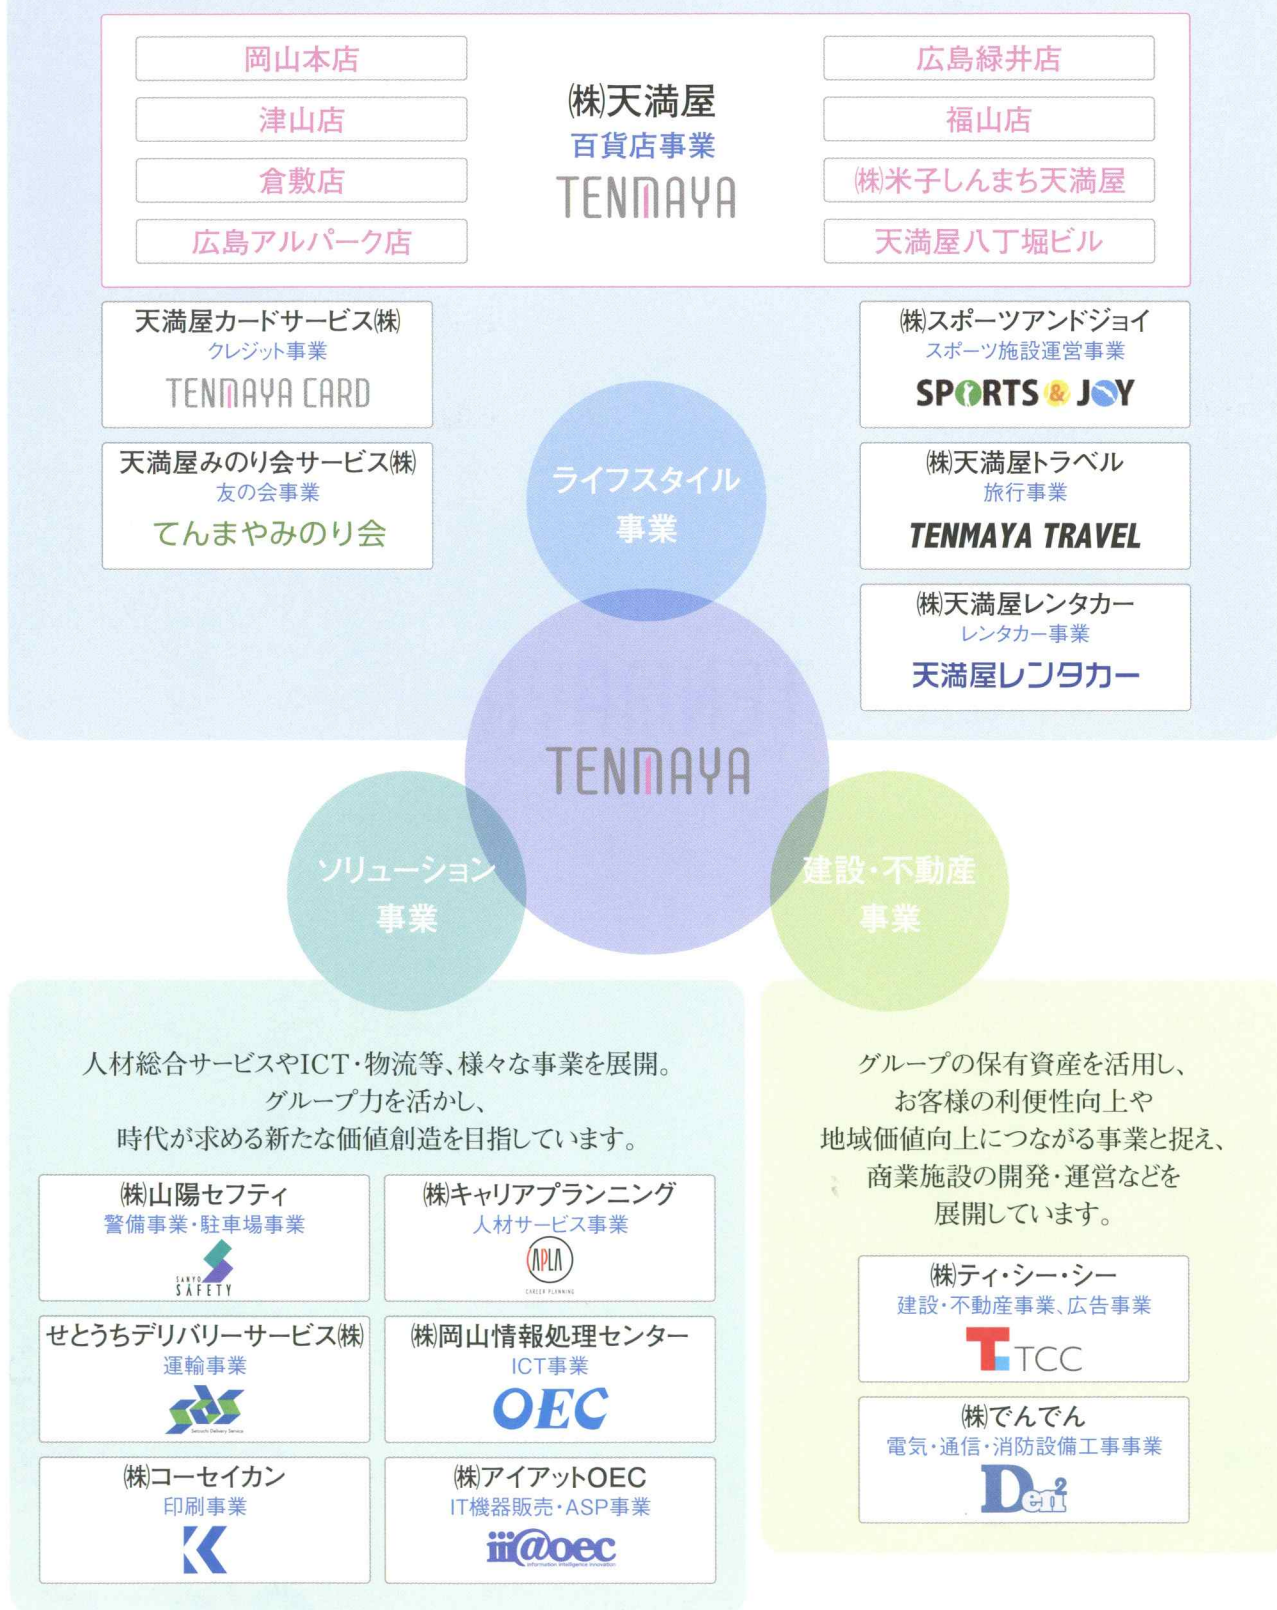 岡山本店
津山店
倉敷店
広島アルパーク店
㈱天満屋
百貨店事業
TENMAYA
広島緑井店
福山店
㈱米子しんまち天満屋
天満屋八丁堀ビル
天満屋カードサービス㈱
クレジット事業
TENMAYA CARD
天満屋みのり会サービス㈱
友の会事業
てんまやみのり会
㈱スポーツアンドジョイ
スポーツ施設運営事業
SPORTS & JOY
㈱天満屋トラベル
旅行事業
TENMAYA TRAVEL
㈱天満屋レンタカー
レンタカー事業
天満屋レンタカー
ライフスタイル
事業
TENMAYA
ソリューション
事業
建設・不動産
事業
人材総合サービスやICT・物流等、様々な事業を展開。
グループ力を活かし、
時代が求める新たな価値創造を目指しています。
㈱山陽セフティ
警備事業・駐車場事業
SANYO
SAFETY
㈱キャリアプランニング
人材サービス事業
CAPLA
CAREER PLANNING
せとうちデリバリーサービス㈱
運輸事業
sds
Setouchi Delivery Service
㈱岡山情報処理センター
ICT事業
OEC
㈱コーセイカン
印刷事業
K
㈱アイアットOEC
IT機器販売・ASP事業
iii@oec
information intelligence innovation
グループの保有資産を活用し、
お客様の利便性向上や
地域価値向上につながる事業と捉え、
商業施設の開発・運営などを
展開しています。
㈱ティ・シー・シー
建設・不動産事業、広告事業
T TCC
㈱でんでん
電気・通信・消防設備工事事業
Den2